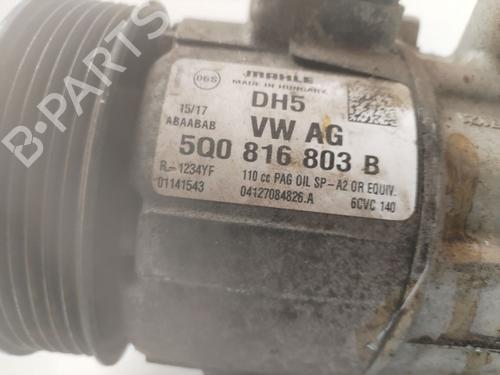 06S
MAHLE
MADE IN HUNGARY
DH5
15/17
ABAABAB
VW AG
5Q0 816 803 B
R-1234YF
110 cc PAG OIL SP-A2 OR EQUIV.
01141543
04127084826.A
6CVC 140
B-PARTS